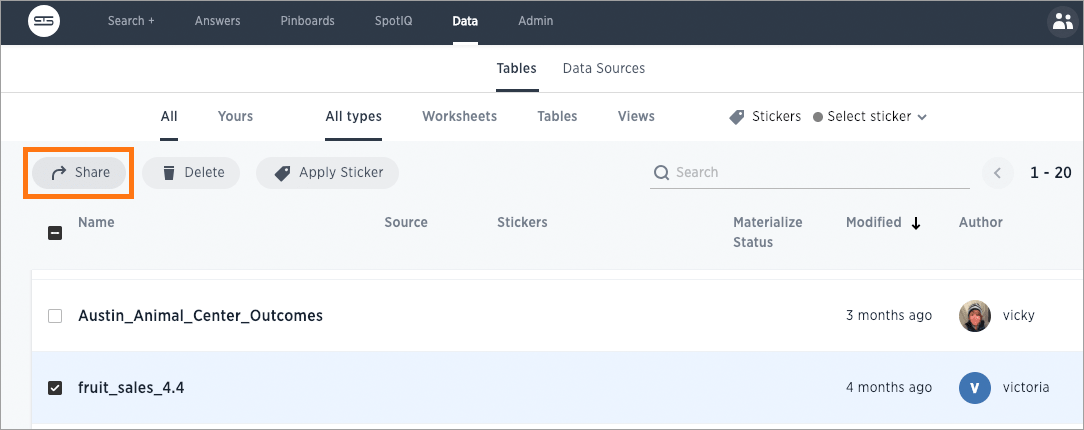 Search + Answers Pinboards SpotIQ Data Admin
Tables Data Sources
All Yours All types Worksheets Tables Views Stickers Select sticker
Share Delete Apply Sticker Search 1 - 20
Name Source Stickers Materialize Status Modified Author
Austin_Animal_Center_Outcomes 3 months ago vicky
fruit_sales_4.4 4 months ago V victoria